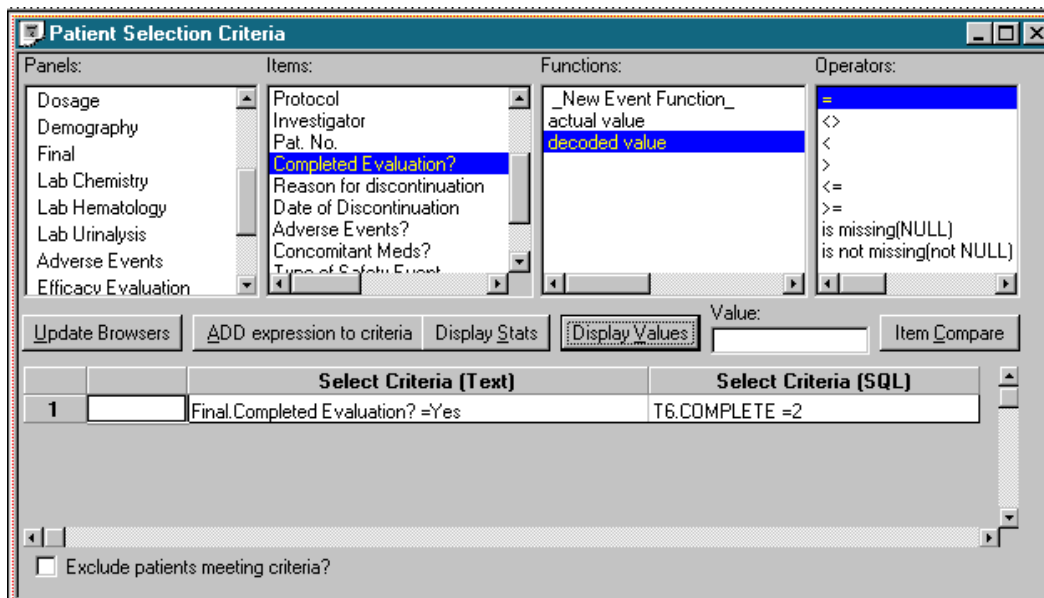 Patient Selection Criteria
Panels:
Items:
Functions:
Operators:
Dosage
Demography
Final
Lab Chemistry
Lab Hematology
Lab Urinalysis
Adverse Events
Efficacy Evaluation
Protocol
Investigator
Pat. No.
Completed Evaluation?
Reason for discontinuation
Date of Discontinuation
Adverse Events?
Concomitant Meds?
Type of Safety Event
_New Event Function_
actual value
decoded value
=
<>
<
>
<=
>=
is missing(NULL)
is not missing(not NULL)
Update Browsers
ADD expression to criteria
Display Stats
Display Values
Value:
Item Compare
Select Criteria (Text)
Select Criteria (SQL)
1
Final.Completed Evaluation? =Yes
T6.COMPLETE =2
Exclude patients meeting criteria?